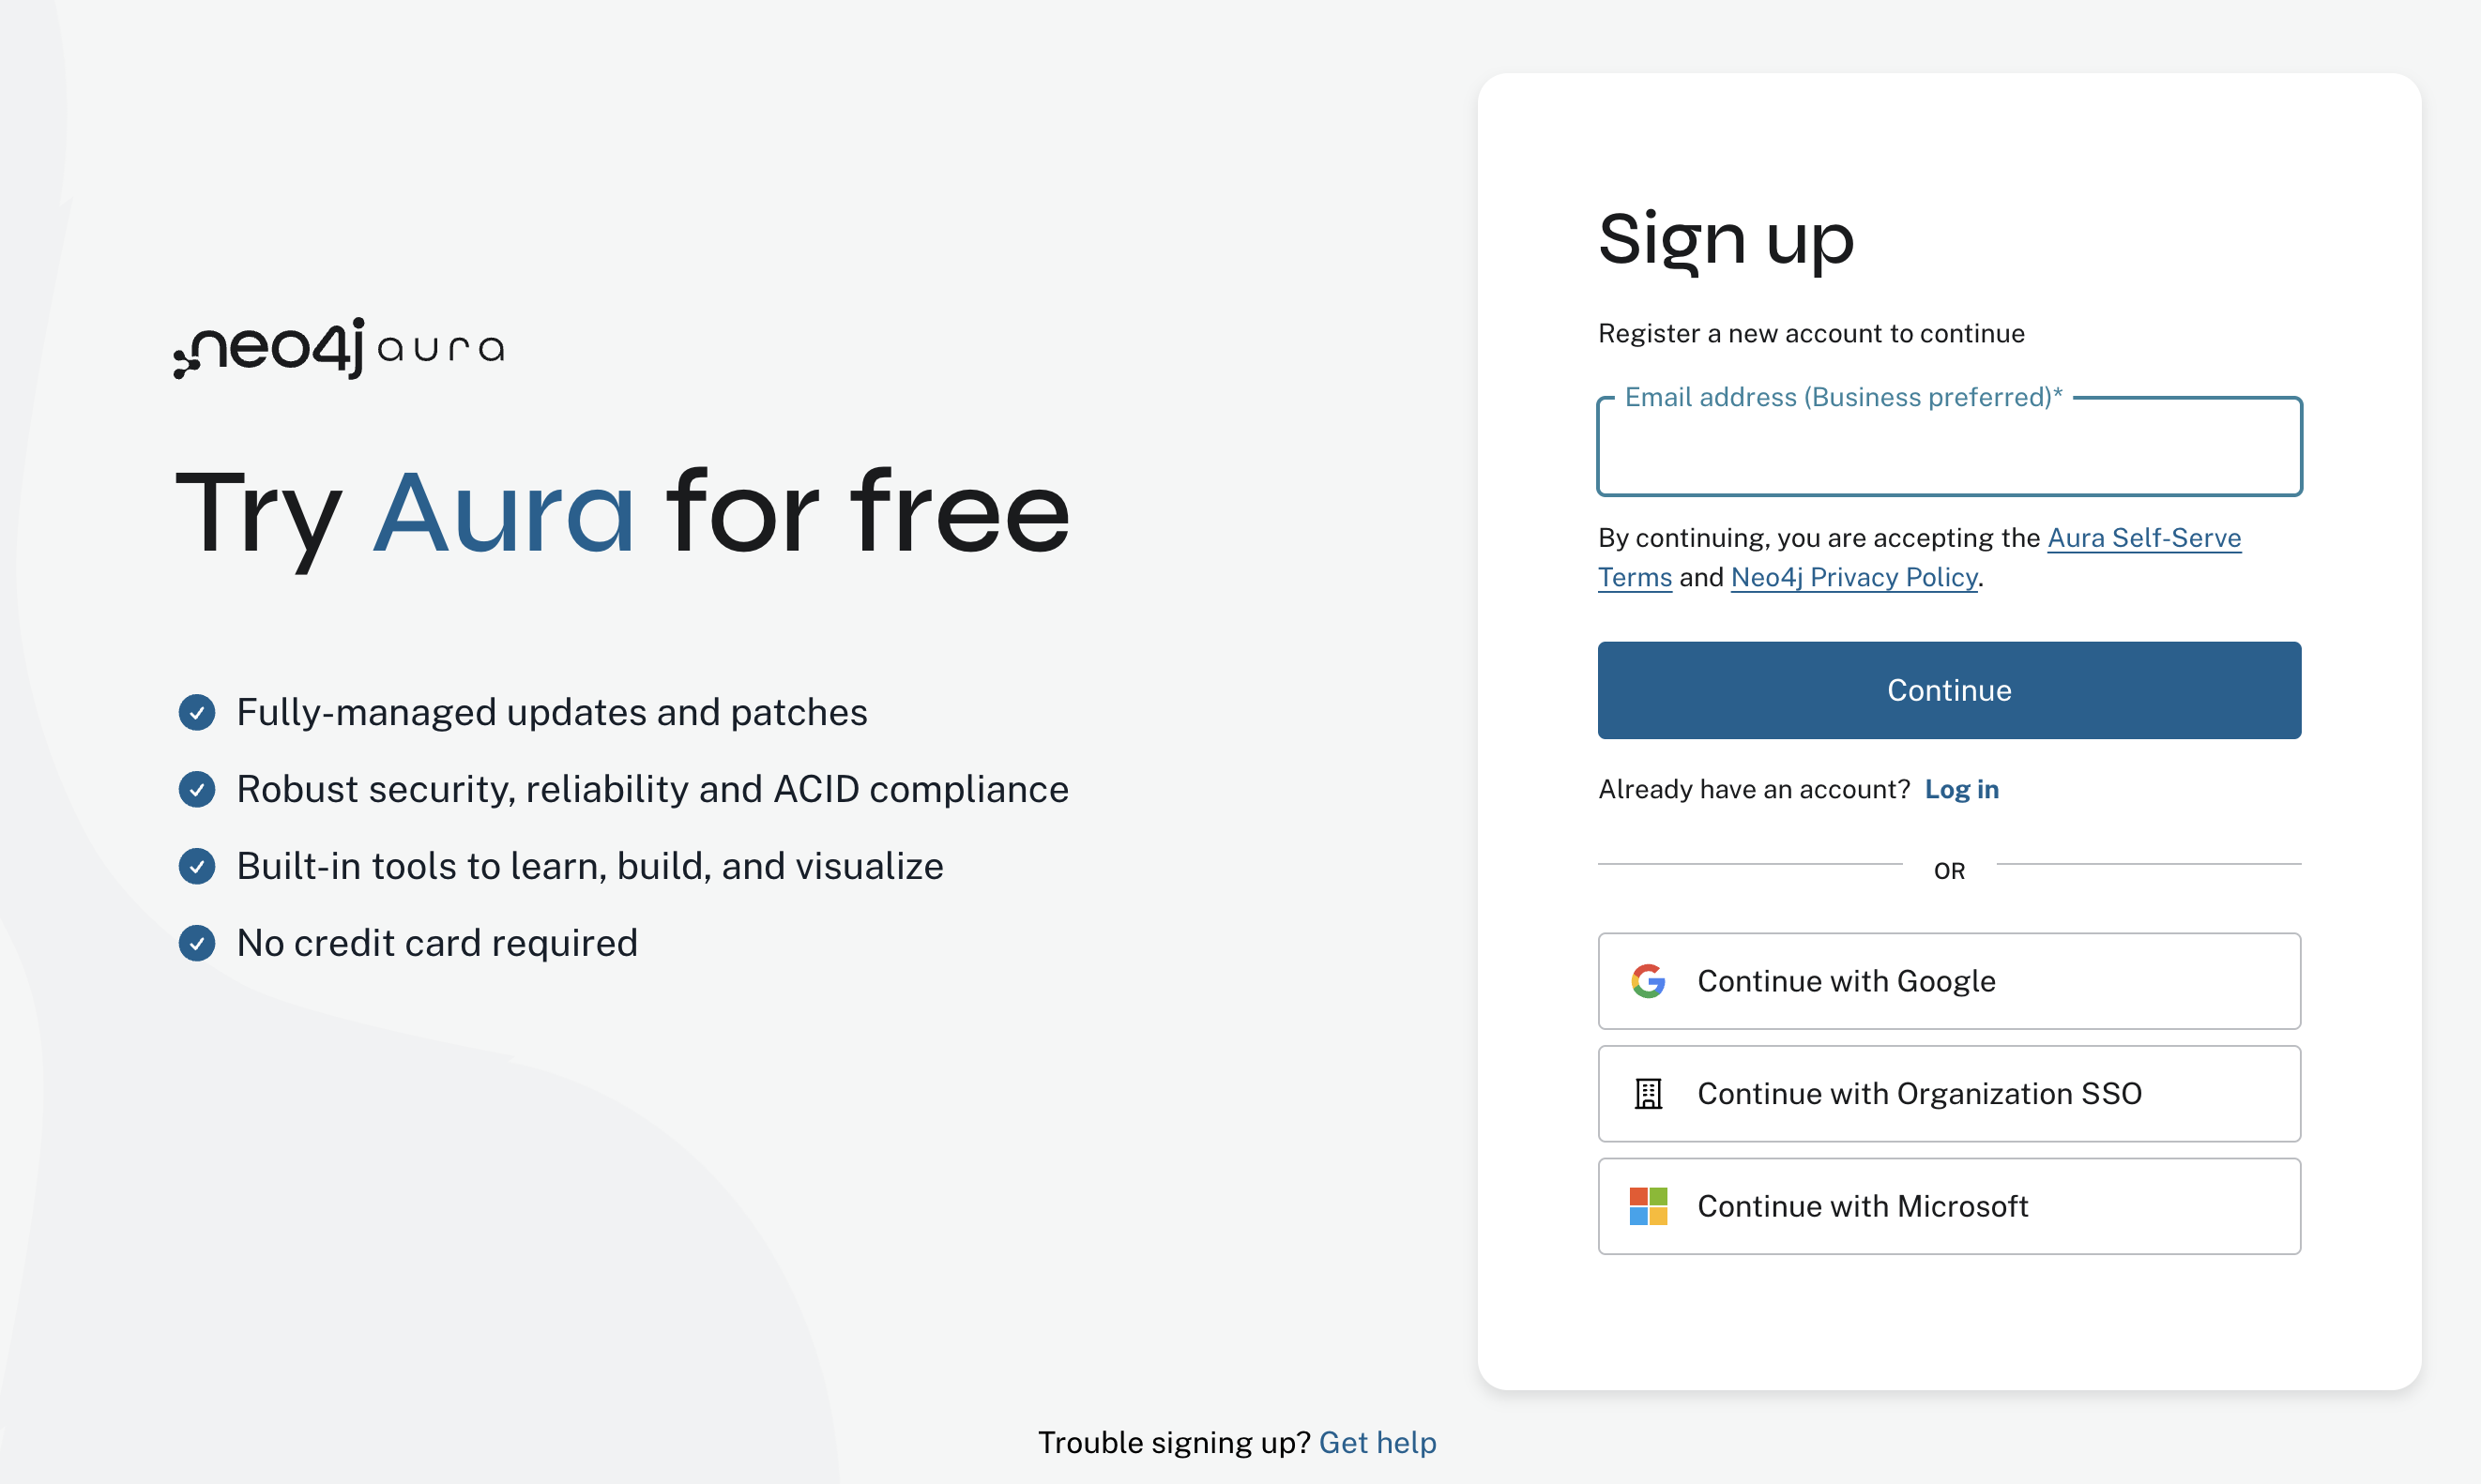 neo4j aura
Try Aura for free
Fully-managed updates and patches
Robust security, reliability and ACID compliance
Built-in tools to learn, build, and visualize
No credit card required
Sign up
Register a new account to continue
Email address (Business preferred)*
By continuing, you are accepting the Aura Self-Serve
Terms and Neo4j Privacy Policy.
Continue
Already have an account? Log in
OR
Continue with Google
Continue with Organization SSO
Continue with Microsoft
Trouble signing up? Get help